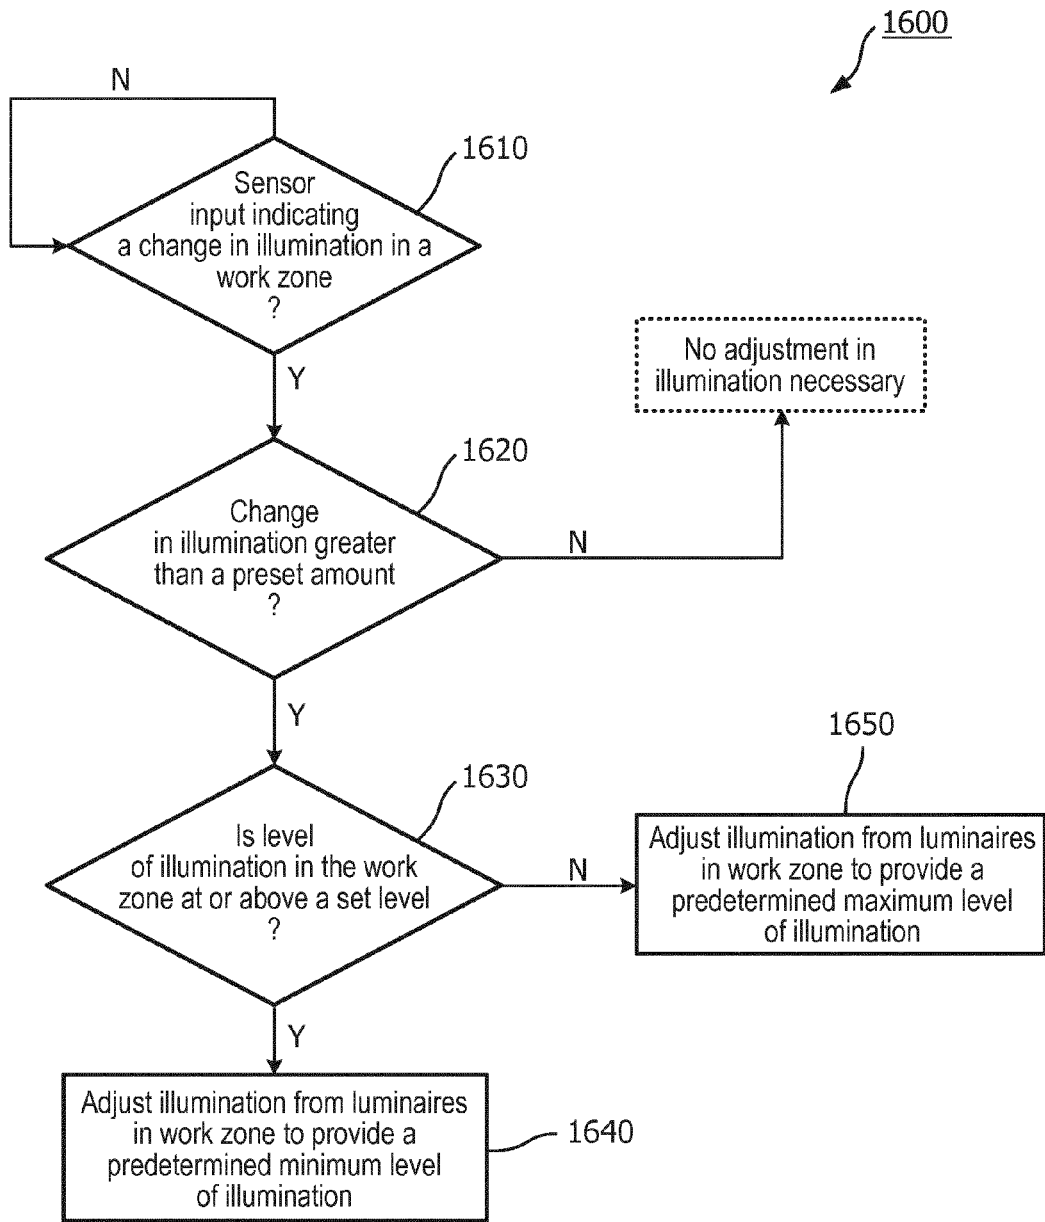 1600
N
1610
Sensor
input indicating
a change in illumination in a
work zone
?
Y
No adjustment in
illumination necessary
1620
Change
in illumination greater
than a preset amount
?
N
Y
1650
1630
Is level
of illumination in the work
zone at or above a set level
?
N
Adjust illumination from luminaires
in work zone to provide a
predetermined maximum level
of illumination
Y
Adjust illumination from luminaires
in work zone to provide a
predetermined minimum level
of illumination
1640